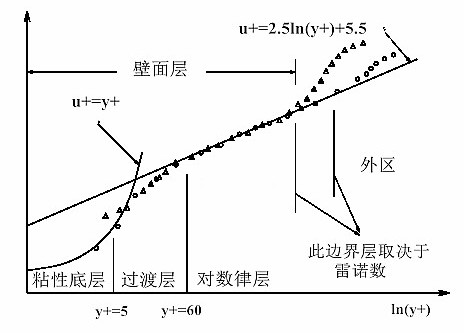 u+=2.5ln(y+)+5.5
壁面层
u+=y+
外区
此边界层取决于
雷诺数
粘性底层
过渡层
对数律层
y+=5
y+=60
ln(y+)